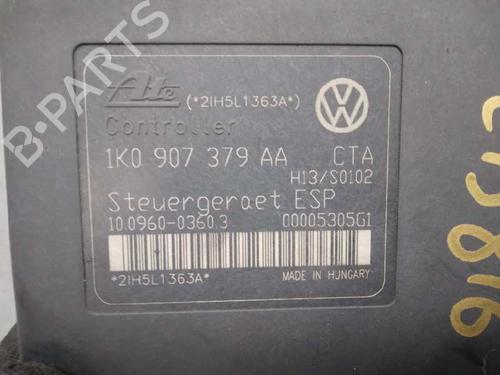 B-PARTS
Ate (*2IH5L1363A*)
Controller
1K0 907 379 AA CTA
H13/S0102
Steuergeraet ESP
10.0960-0360.3 00005305G1
*2IH5L1363A*
MADE IN HUNGARY